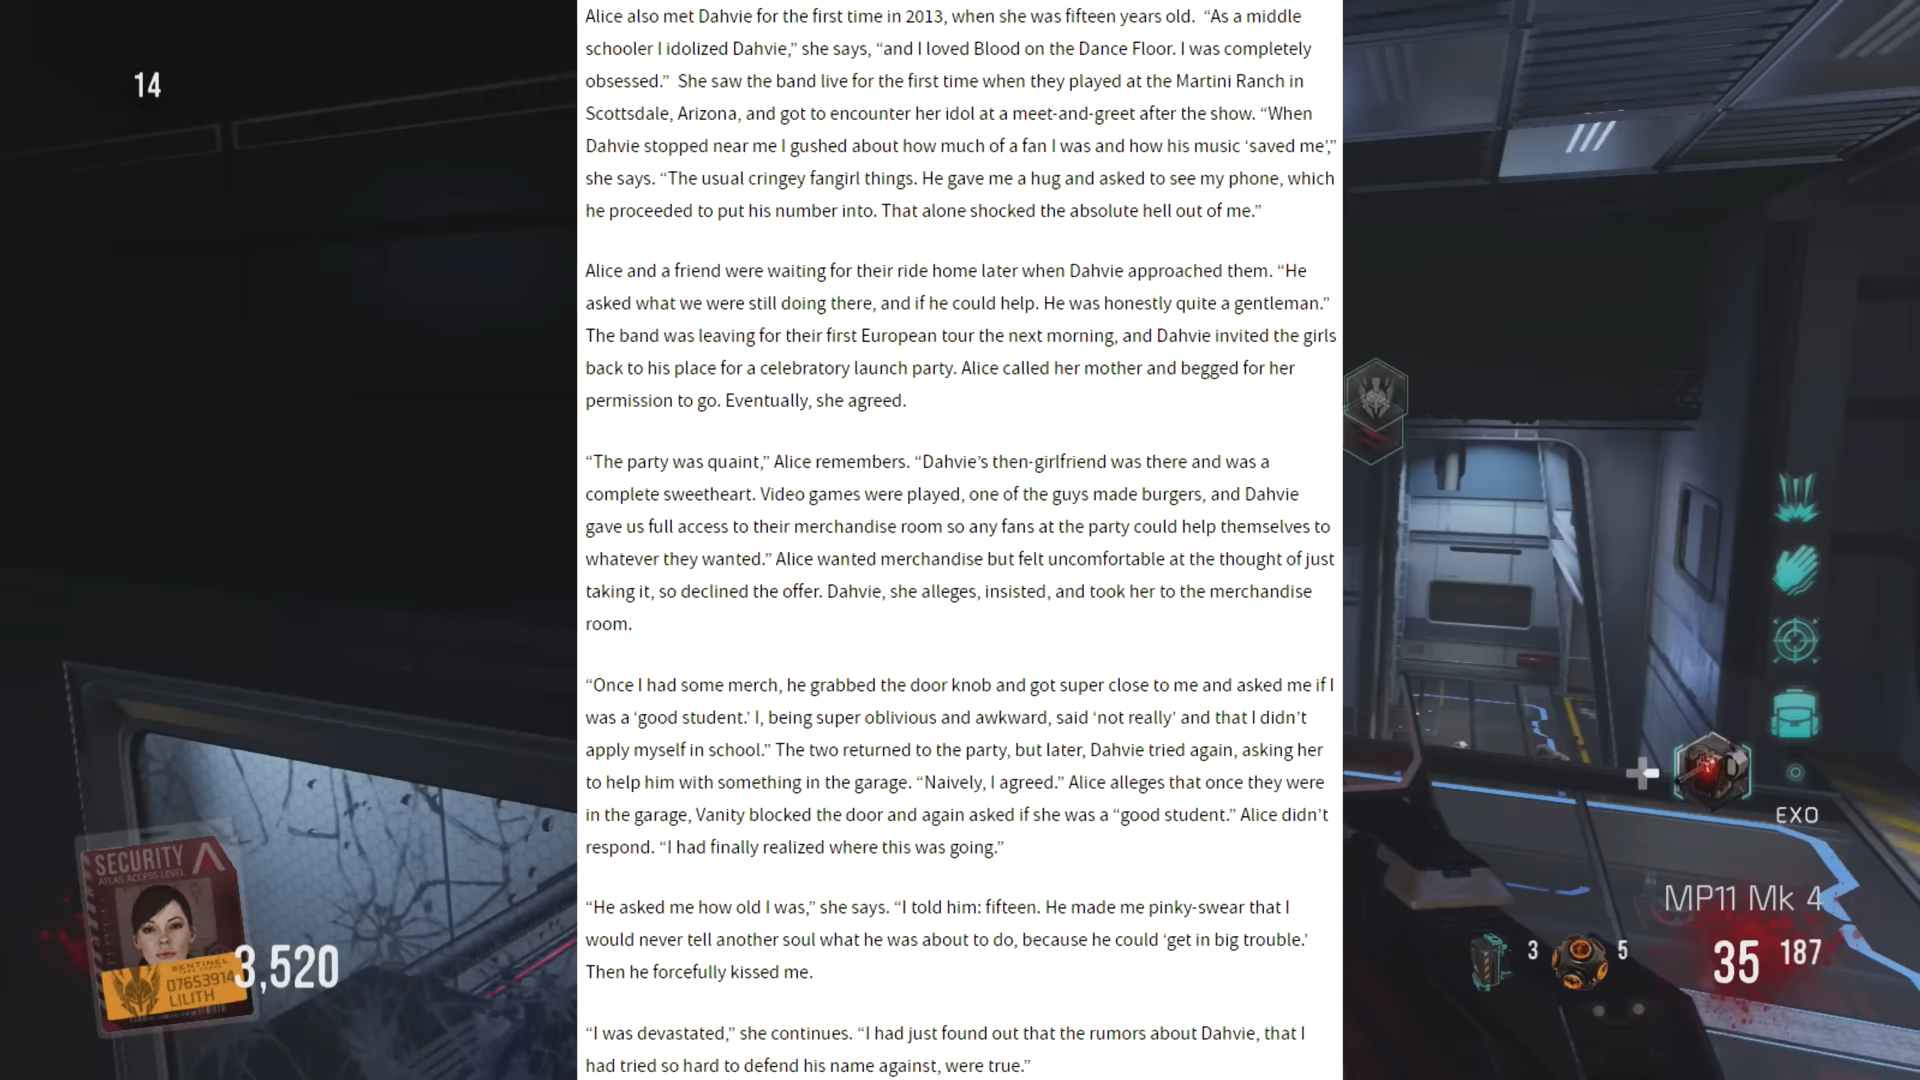 14
Alice also met Dahvie for the first time in 2013, when she was fifteen years old.  “As a middle
schooler I idolized Dahvie,” she says, “and I loved Blood on the Dance Floor. I was completely
obsessed.”  She saw the band live for the first time when they played at the Martini Ranch in
Scottsdale, Arizona, and got to encounter her idol at a meet-and-greet after the show. “When
Dahvie stopped near me I gushed about how much of a fan I was and how his music ‘saved me’,”
she says. “The usual cringey fangirl things. He gave me a hug and asked to see my phone, which
he proceeded to put his number into. That alone shocked the absolute hell out of me.”
Alice and a friend were waiting for their ride home later when Dahvie approached them. “He
asked what we were still doing there, and if he could help. He was honestly quite a gentleman.”
The band was leaving for their first European tour the next morning, and Dahvie invited the girls
back to his place for a celebratory launch party. Alice called her mother and begged for her
permission to go. Eventually, she agreed.
“The party was quaint,” Alice remembers. “Dahvie’s then-girlfriend was there and was a
complete sweetheart. Video games were played, one of the guys made burgers, and Dahvie
gave us full access to their merchandise room so any fans at the party could help themselves to
whatever they wanted.” Alice wanted merchandise but felt uncomfortable at the thought of just
taking it, so declined the offer. Dahvie, she alleges, insisted, and took her to the merchandise
room.
“Once I had some merch, he grabbed the door knob and got super close to me and asked me if I
was a ‘good student.’ I, being super oblivious and awkward, said ‘not really’ and that I didn’t
apply myself in school.” The two returned to the party, but later, Dahvie tried again, asking her
to help him with something in the garage. “Naively, I agreed.” Alice alleges that once they were
in the garage, Vanity blocked the door and again asked if she was a “good student.” Alice didn’t
respond. “I had finally realized where this was going.”
“He asked me how old I was,” she says. “I told him: fifteen. He made me pinky-swear that I
would never tell another soul what he was about to do, because he could ‘get in big trouble.’
Then he forcefully kissed me.
“I was devastated,” she continues. “I had just found out that the rumors about Dahvie, that I
had tried so hard to defend his name against, were true.”
SECURITY
ATLAS ACCESS LEVEL
SENTINEL
07653914
LILITH
3,520
EXO
MP11 Mk 4
3
5
35
187